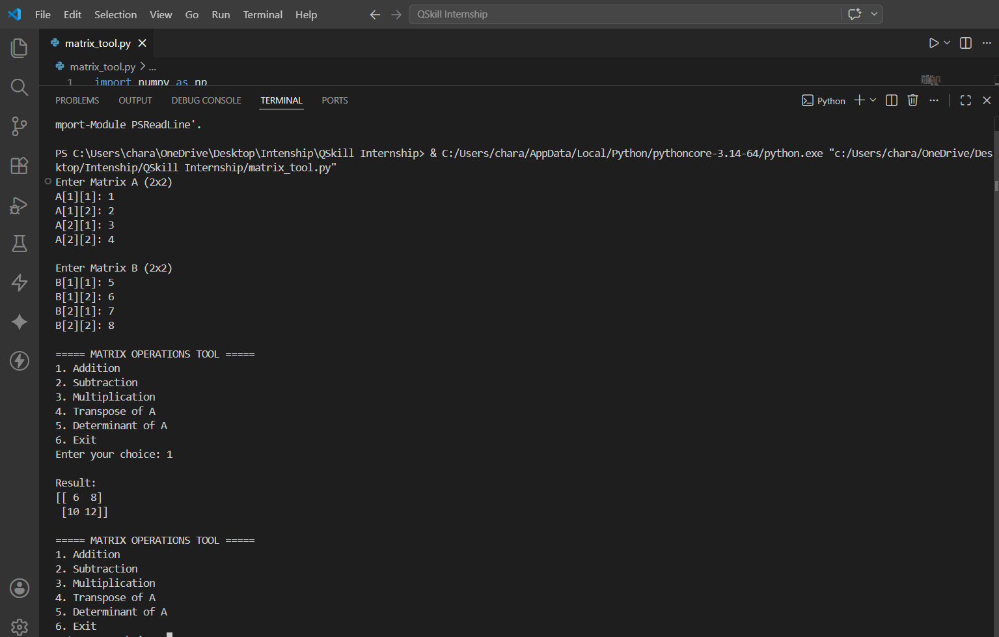 File Edit Selection View Go Run Terminal Help
QSkill Internship
matrix_tool.py
matrix_tool.py > ...
1 import numpy as np
PROBLEMS OUTPUT DEBUG CONSOLE TERMINAL PORTS
Python
mport-Module PSReadLine'.
PS C:\Users\chara\OneDrive\Desktop\Intenship\QSkill Internship> & C:/Users/chara/AppData/Local/Python/pythoncore-3.14-64/python.exe "c:/Users/chara/OneDrive/Des
ktop/Intenship/QSkill Internship/matrix_tool.py"
Enter Matrix A (2x2)
A[1][1]: 1
A[1][2]: 2
A[2][1]: 3
A[2][2]: 4
Enter Matrix B (2x2)
B[1][1]: 5
B[1][2]: 6
B[2][1]: 7
B[2][2]: 8
===== MATRIX OPERATIONS TOOL =====
1. Addition
2. Subtraction
3. Multiplication
4. Transpose of A
5. Determinant of A
6. Exit
Enter your choice: 1
Result:
[[ 6  8]
 [10 12]]
===== MATRIX OPERATIONS TOOL =====
1. Addition
2. Subtraction
3. Multiplication
4. Transpose of A
5. Determinant of A
6. Exit